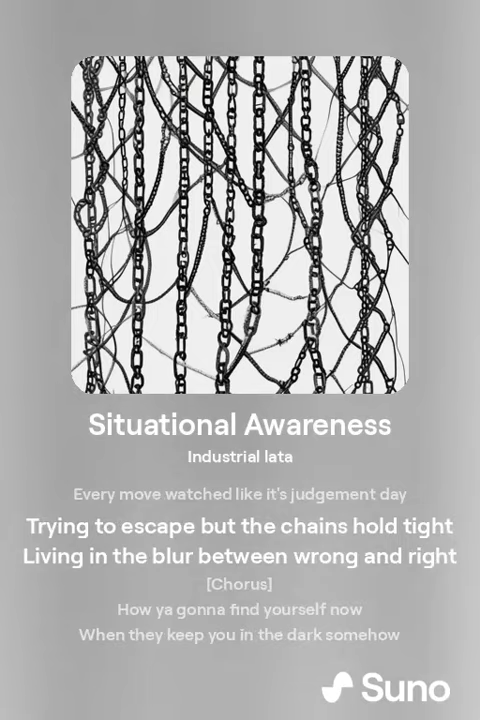 Situational Awareness
Industrial lata
Every move watched like it's judgement day
Trying to escape but the chains hold tight
Living in the blur between wrong and right
[Chorus]
How ya gonna find yourself now
When they keep you in the dark somehow
Suno